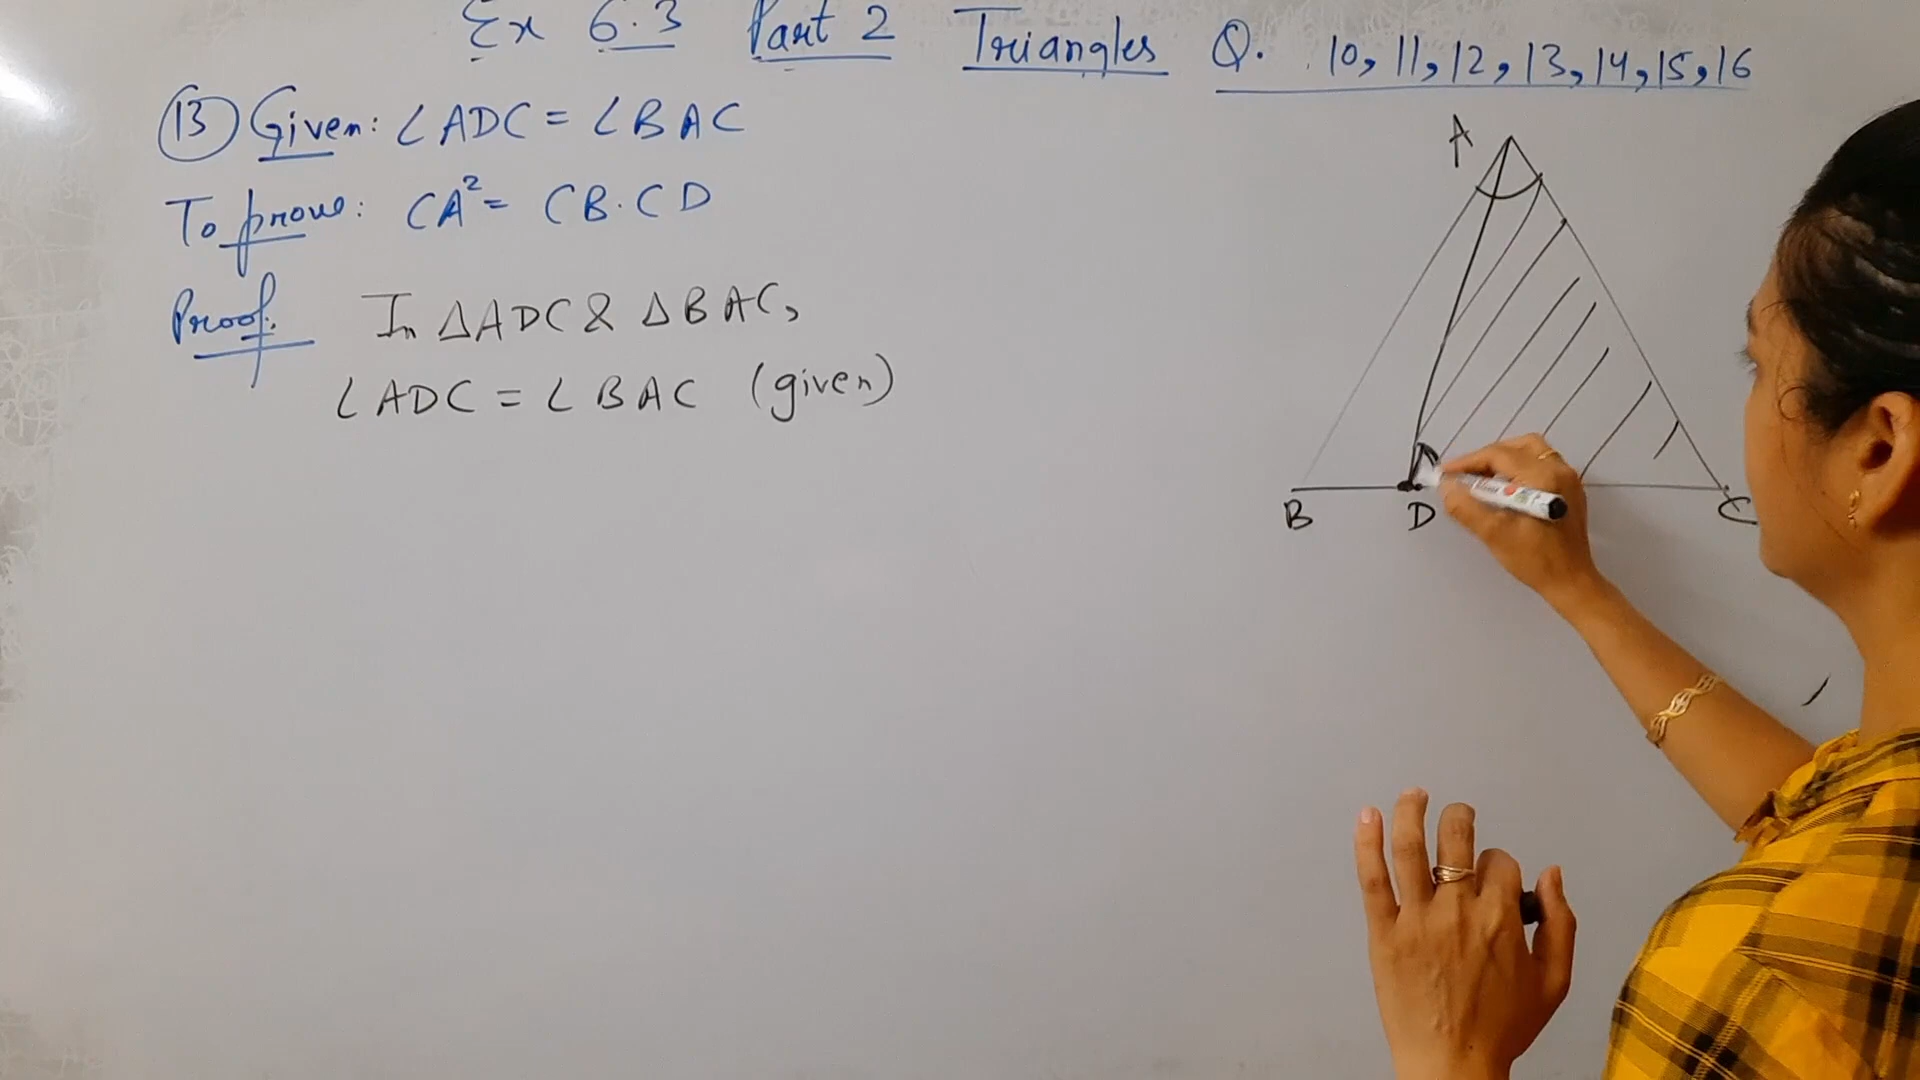 Ex 6.3 Part 2 Triangles Q. 10, 11, 12, 13, 14, 15, 16
13 Given: ∠ADC = ∠BAC
To prove: CA² = CB.CD
Proof. In ΔADC & ΔBAC,
∠ADC = ∠BAC (given)
A
B D C